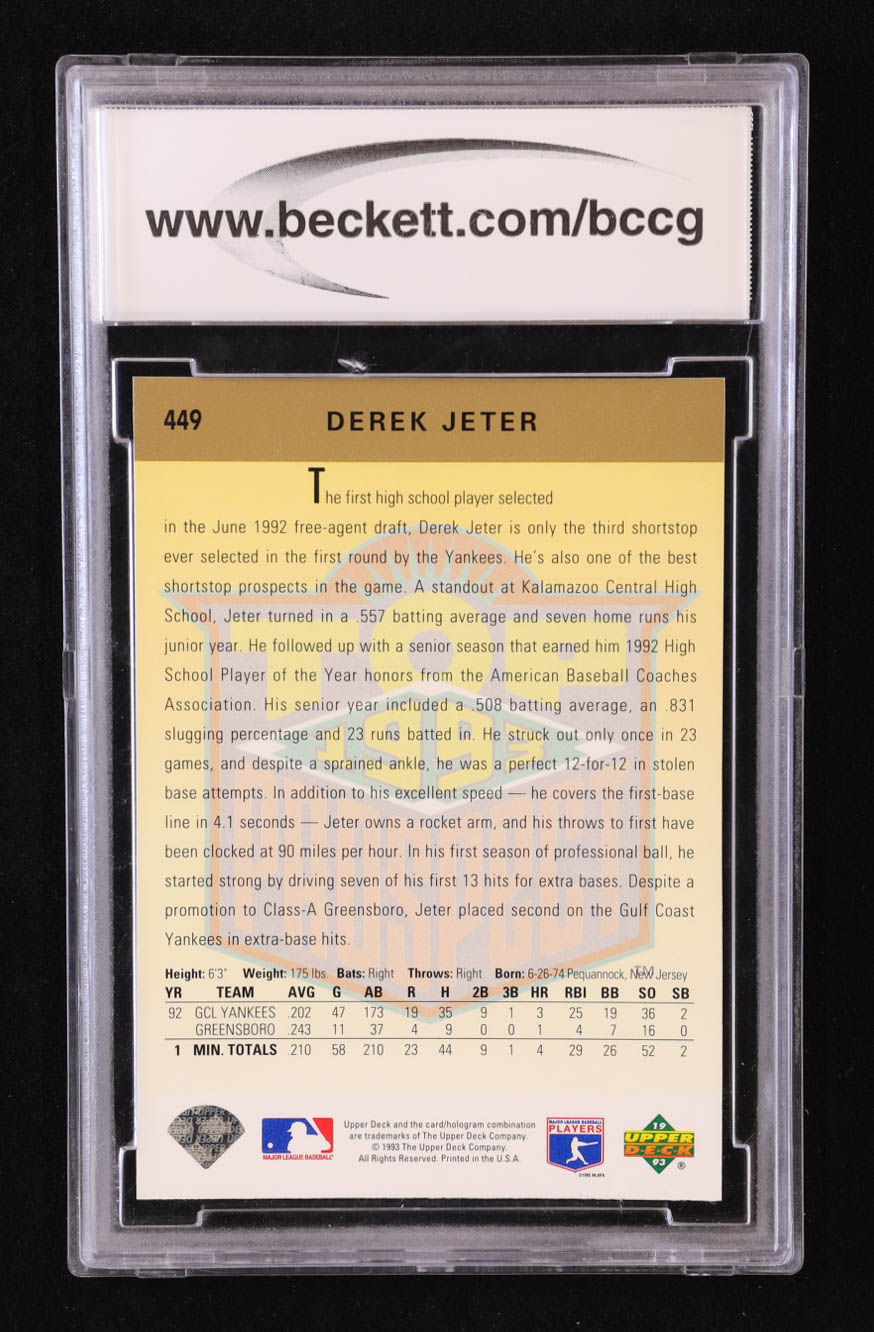 www.beckett.com/bccg
449 DEREK JETER
The first high school player selected
in the June 1992 free-agent draft, Derek Jeter is only the third shortstop
ever selected in the first round by the Yankees. He's also one of the best
shortstop prospects in the game. A standout at Kalamazoo Central High
School, Jeter turned in a .557 batting average and seven home runs his
junior year. He followed up with a senior season that earned him 1992 High
School Player of the Year honors from the American Baseball Coaches
Association. His senior year included a .508 batting average, an .831
slugging percentage and 23 runs batted in. He struck out only once in 23
games, and despite a sprained ankle, he was a perfect 12-for-12 in stolen
base attempts. In addition to his excellent speed — he covers the first-base
line in 4.1 seconds — Jeter owns a rocket arm, and his throws to first have
been clocked at 90 miles per hour. In his first season of professional ball, he
started strong by driving seven of his first 13 hits for extra bases. Despite a
promotion to Class-A Greensboro, Jeter placed second on the Gulf Coast
Yankees in extra-base hits.
TOP
1993
PROSPECT
TM
Height: 6'3" Weight: 175 lbs. Bats: Right Throws: Right Born: 6-26-74 Pequannock, New Jersey
YR TEAM AVG G AB R H 2B 3B HR RBI BB SO SB
92 GCL YANKEES .202 47 173 19 35 9 1 3 25 19 36 2
GREENSBORO .243 11 37 4 9 0 0 1 4 7 16 0
1 MIN. TOTALS .210 58 210 23 44 9 1 4 29 26 52 2
MAJOR LEAGUE BASEBALL
Upper Deck and the card/hologram combination
are trademarks of The Upper Deck Company.
© 1993 The Upper Deck Company.
All Rights Reserved. Printed in the U.S.A.
MAJOR LEAGUE BASEBALL
PLAYERS
19
UPPER
DECK
93 ®